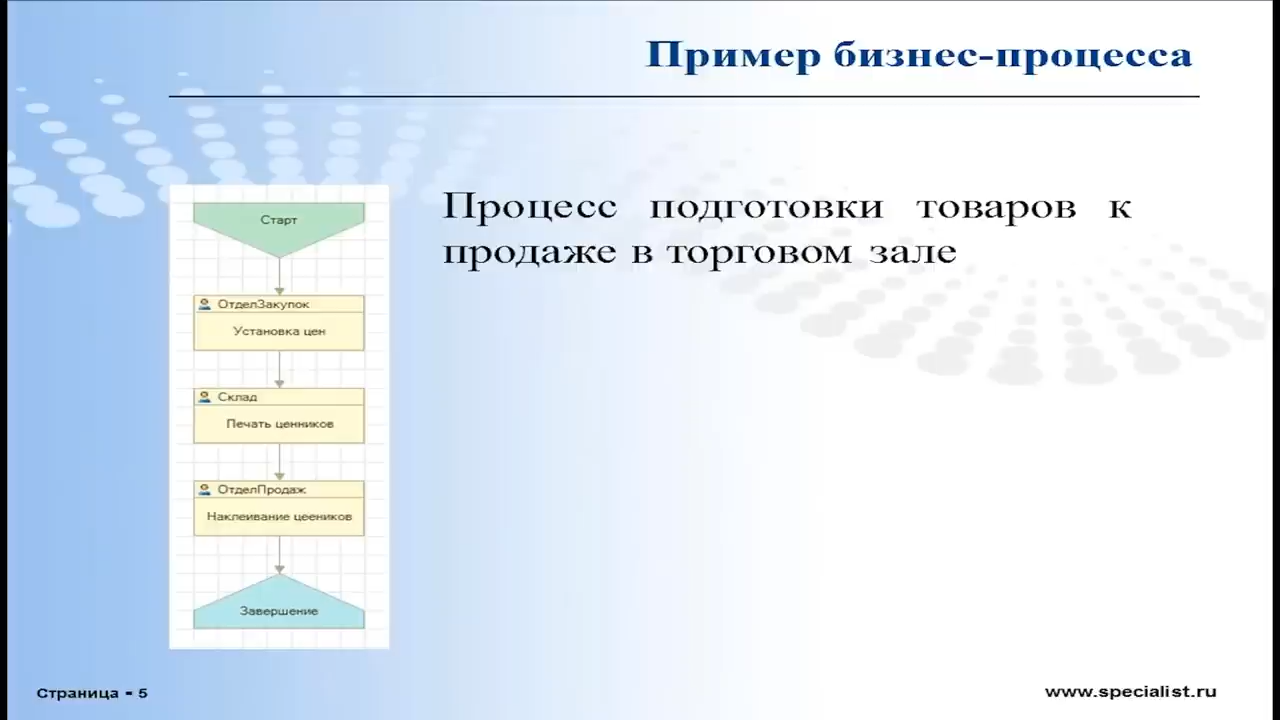 Пример бизнес-процесса
Процесс подготовки товаров к
продаже в торговом зале
Старт
ОтделЗакупок
Установка цен
Склад
Печать ценников
ОтделПродаж
Наклеивание цееников
Завершение
Страница - 5
www.specialist.ru